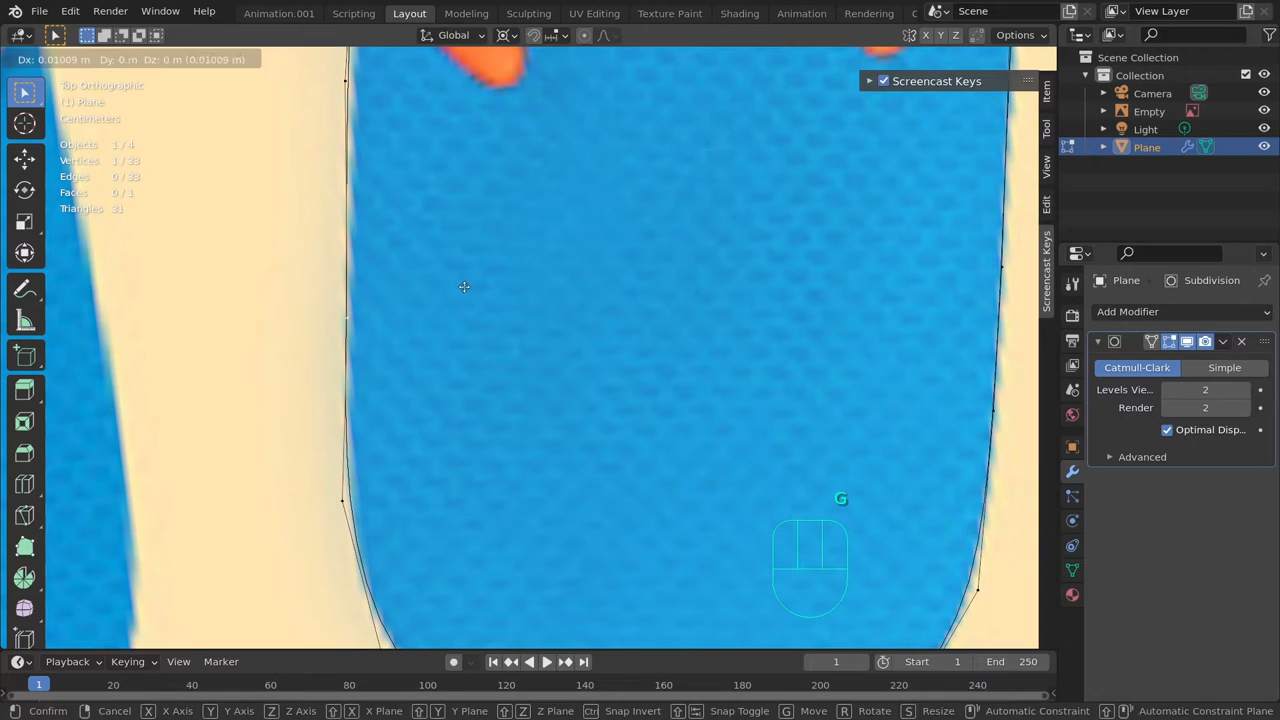 File Edit Render Window Help Animation.001 Scripting Layout Modeling Sculpting UV Editing Texture Paint Shading Animation Rendering C Scene View Layer
Global X Y Z Options
Dx: 0.01009 m Dy: 0.m Dz: 0 m (0.01009 m)
Scene Collection
Top Orthographic
Screencast Keys
Collection
(1) Plane
Camera
Centimeters
Empty
Objects 1 / 4
Light
Vertices 1 / 33
Plane
Edges 0 / 33
Faces 0 / 1
Triangles 31
Item
Tool
View
Edit
Screencast Keys
Plane Subdivision
Add Modifier
Catmull-Clark Simple
Levels Vie... 2
Render 2
Optimal Disp...
Advanced
G
Playback Keying View Marker 1 Start 1 End 250
1 20 40 60 80 100 120 140 160 180 200 220 240
Confirm Cancel X X Axis Y Y Axis Z Z Axis X X Plane Y Y Plane Z Z Plane Ctrl Snap Invert Snap Toggle G Move R Rotate S Resize Automatic Constraint Automatic Constraint Plane